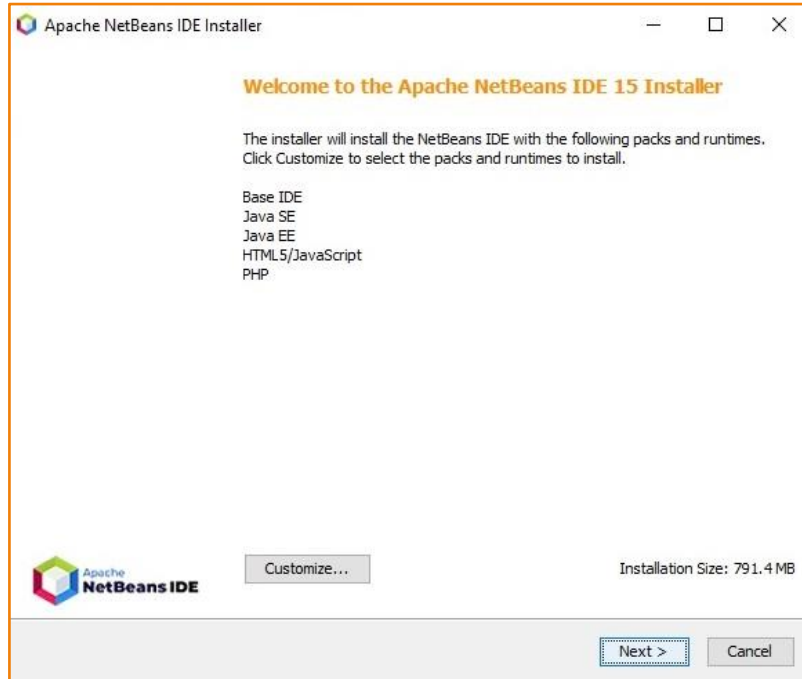 Apache NetBeans IDE Installer
Welcome to the Apache NetBeans IDE 15 Installer
The installer will install the NetBeans IDE with the following packs and runtimes.
Click Customize to select the packs and runtimes to install.
Base IDE
Java SE
Java EE
HTML5/JavaScript
PHP
Apache
NetBeans IDE
Customize...
Installation Size: 791.4 MB
Next >
Cancel